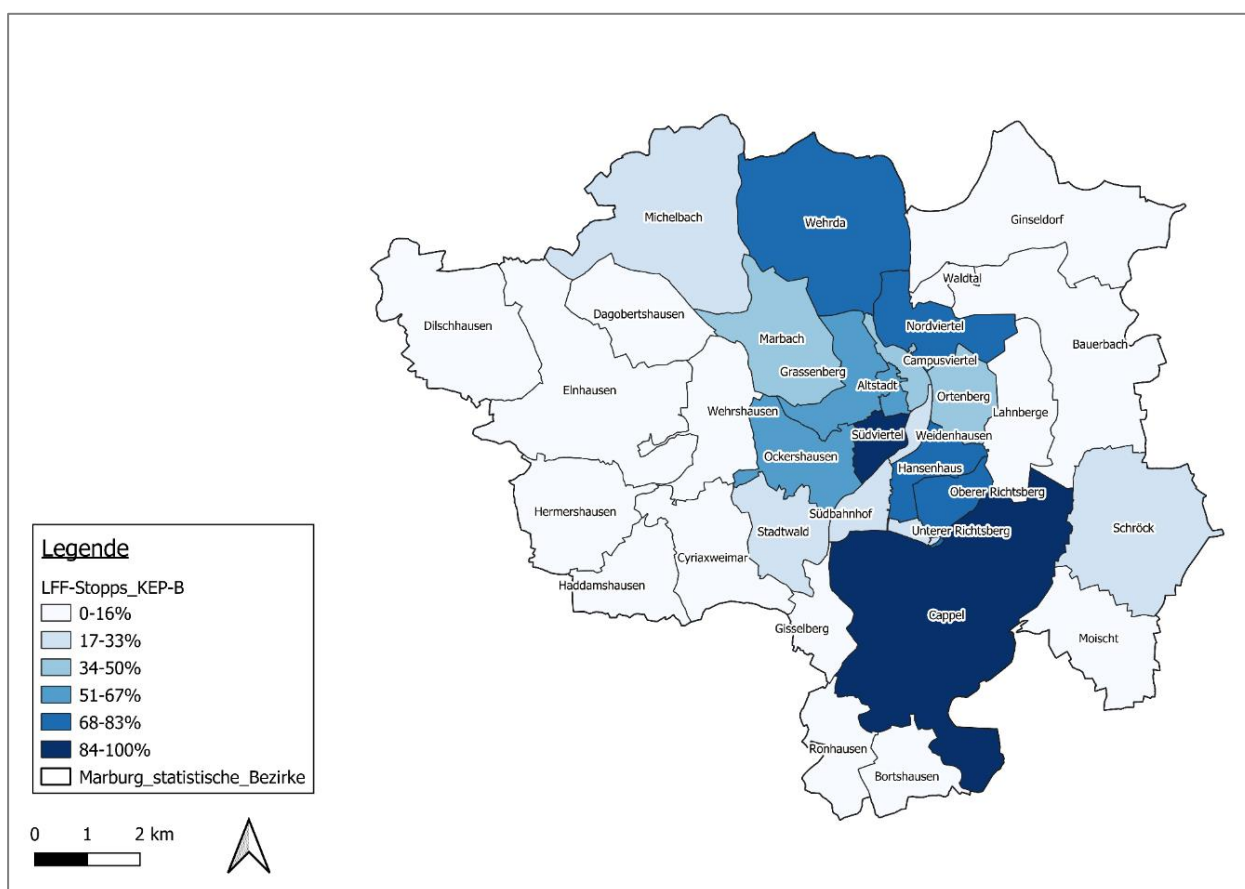 Michelbach
Wehrda
Ginseldorf
Waldtal
Dilschhausen
Dagobertshausen
Nordviertel
Marbach
Bauerbach
Campusviertel
Grassenberg
Elnhausen
Altstadt
Ortenberg
Wehrshausen
Lahnberge
Südviertel
Weidenhausen
Ockershausen
Hansenhaus
Oberer Richtsberg
Hermershausen
Südbahnhof
Schröck
Stadtwald
Unterer Richtsberg
Cyriaxweimar
Haddamshausen
Cappel
Gisselberg
Moischt
Ronhausen
Bortshausen
Legende
LFF-Stopps_KEP-B
0-16%
17-33%
34-50%
51-67%
68-83%
84-100%
Marburg_statistische_Bezirke
0 1 2 km